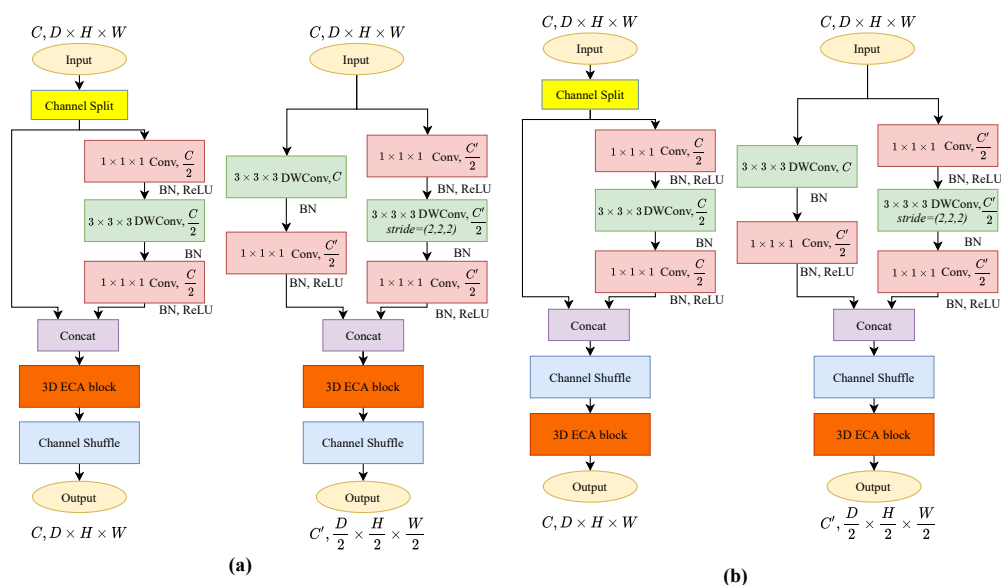 C, D × H × W
Input
Channel Split
1 × 1 × 1 Conv, C/2
BN, ReLU
3 × 3 × 3 DWConv, C/2
BN
1 × 1 × 1 Conv, C/2
BN, ReLU
Concat
3D ECA block
Channel Shuffle
Output
C, D × H × W
C, D × H × W
Input
3 × 3 × 3 DWConv, C
BN
1 × 1 × 1 Conv, C′/2
BN, ReLU
1 × 1 × 1 Conv, C′/2
BN, ReLU
3 × 3 × 3 DWConv, C′/2
stride=(2,2,2)
BN
1 × 1 × 1 Conv, C′/2
BN, ReLU
Concat
3D ECA block
Channel Shuffle
Output
C′, D/2 × H/2 × W/2
(a)
C, D × H × W
Input
Channel Split
1 × 1 × 1 Conv, C/2
BN, ReLU
3 × 3 × 3 DWConv, C/2
BN
1 × 1 × 1 Conv, C/2
BN, ReLU
Concat
Channel Shuffle
3D ECA block
Output
C, D × H × W
C, D × H × W
Input
3 × 3 × 3 DWConv, C
BN
1 × 1 × 1 Conv, C′/2
BN, ReLU
1 × 1 × 1 Conv, C′/2
BN, ReLU
3 × 3 × 3 DWConv, C′/2
stride=(2,2,2)
BN
1 × 1 × 1 Conv, C′/2
BN, ReLU
Concat
Channel Shuffle
3D ECA block
Output
C′, D/2 × H/2 × W/2
(b)